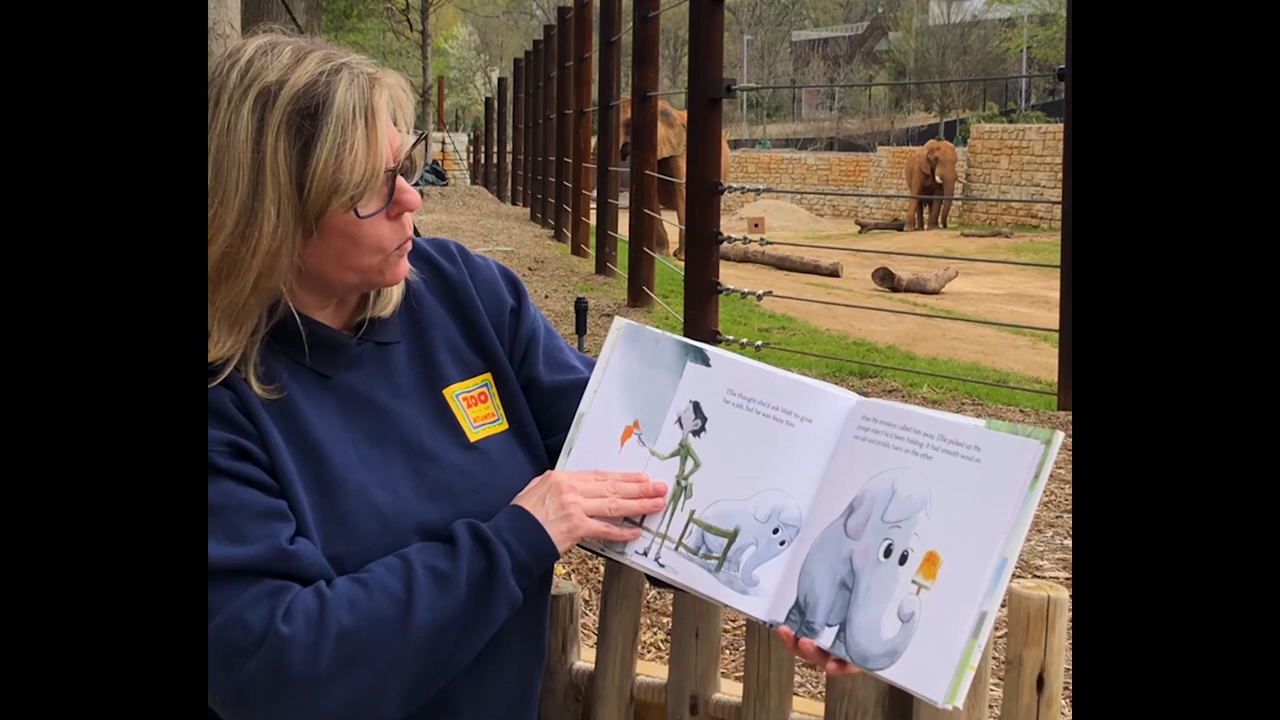 ZOO
ATLANTA
Ellie thought she'd ask Walt to give
her a job, but he was busy too.
When the monkeys called him away, Ellie picked up the
strange object he'd been holding. It had smooth wood on
one side and prickly hairs on the other.